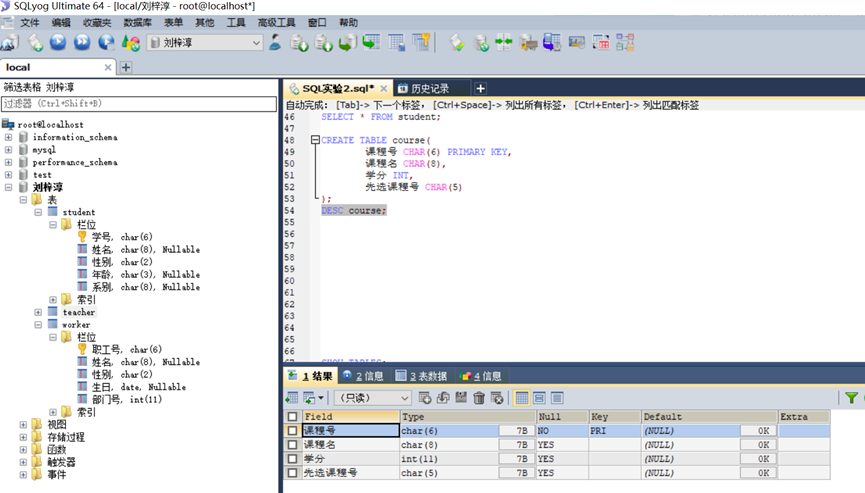 SQLyog Ultimate 64 - [local/刘梓淳 - root@localhost*]
文件 编辑 收藏夹 数据库 表单 其他 工具 高级工具 窗口 帮助
刘梓淳
local
筛选表格 刘梓淳
过滤器 (Ctrl+Shift+B)
root@localhost
information_schema
mysql
performance_schema
test
刘梓淳
表
student
栏位
学号, char(6)
姓名, char(8), Nullable
性别, char(2)
年龄, char(3), Nullable
系别, char(8), Nullable
索引
teacher
worker
栏位
职工号, char(6)
姓名, char(8), Nullable
性别, char(2)
生日, date, Nullable
部门号, int(11)
索引
视图
存储过程
函数
触发器
事件
SQL实验2.sql* 历史记录
自动完成: [Tab]-> 下一个标签, [Ctrl+Space]-> 列出所有标签, [Ctrl+Enter]-> 列出匹配标签
46 SELECT * FROM student;
47
48 CREATE TABLE course(
49 课程号 CHAR(6) PRIMARY KEY,
50 课程名 CHAR(8),
51 学分 INT,
52 先选课程号 CHAR(5)
53 );
54 DESC course;
55
56
57
58
59
60
61
62
63
64
65
66
SHOW TABLES;
1 结果 2 信息 3 表数据 4 信息
(只读)
Field Type Null Key Default Extra
课程号 char(6) 7B NO PRI (NULL) 0K
课程名 char(8) 7B YES (NULL) 0K
学分 int(11) 7B YES (NULL) 0K
先选课程号 char(5) 7B YES (NULL) 0K